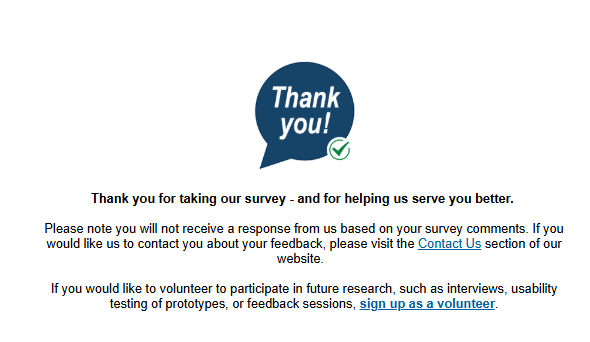 Thank
you!
Thank you for taking our survey - and for helping us serve you better.
Please note you will not receive a response from us based on your survey comments. If you
would like us to contact you about your feedback, please visit the Contact Us section of our
website.
If you would like to volunteer to participate in future research, such as interviews, usability
testing of prototypes, or feedback sessions, sign up as a volunteer.